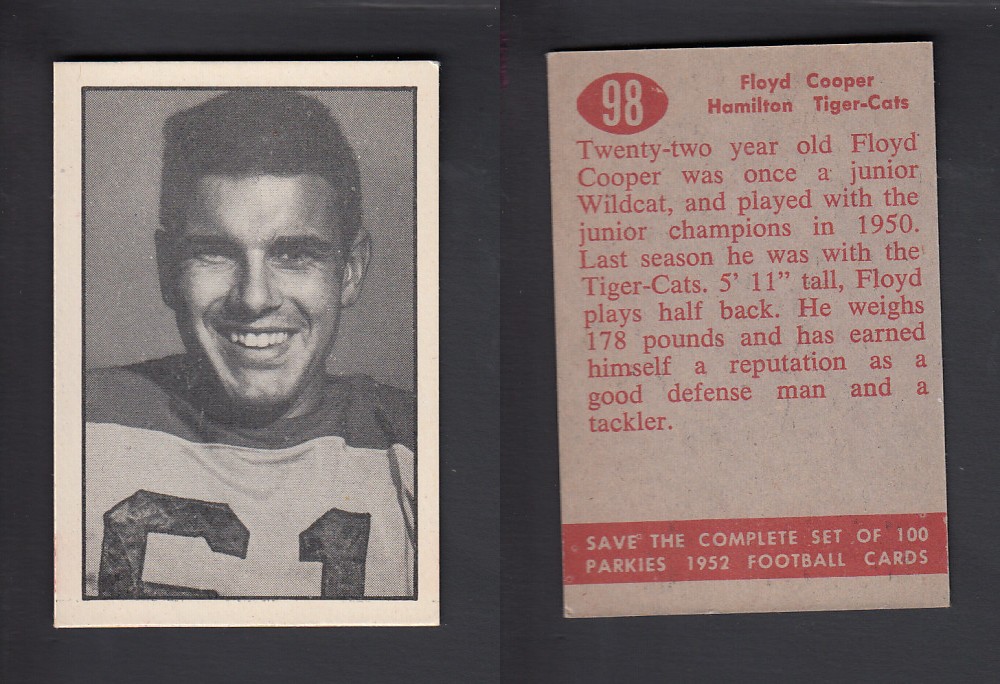 61
98
Floyd Cooper
Hamilton Tiger-Cats
Twenty-two year old Floyd
Cooper was once a junior
Wildcat, and played with the
junior champions in 1950.
Last season he was with the
Tiger-Cats. 5' 11" tall, Floyd
plays half back. He weighs
178 pounds and has earned
himself a reputation as a
good defense man and a
tackler.
SAVE THE COMPLETE SET OF 100
PARKIES 1952 FOOTBALL CARDS